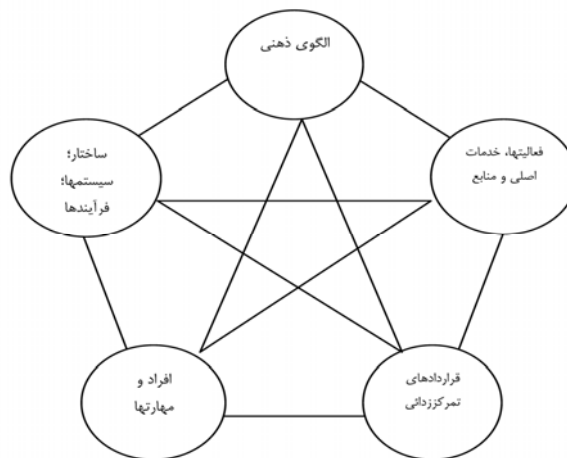 الگوی ذهنی
ساختار؛
سیستمها؛
فرآیندها
فعالیتها، خدمات
اصلی و منابع
افراد و
مهارتها
قراردادهای
تمرکززدائی